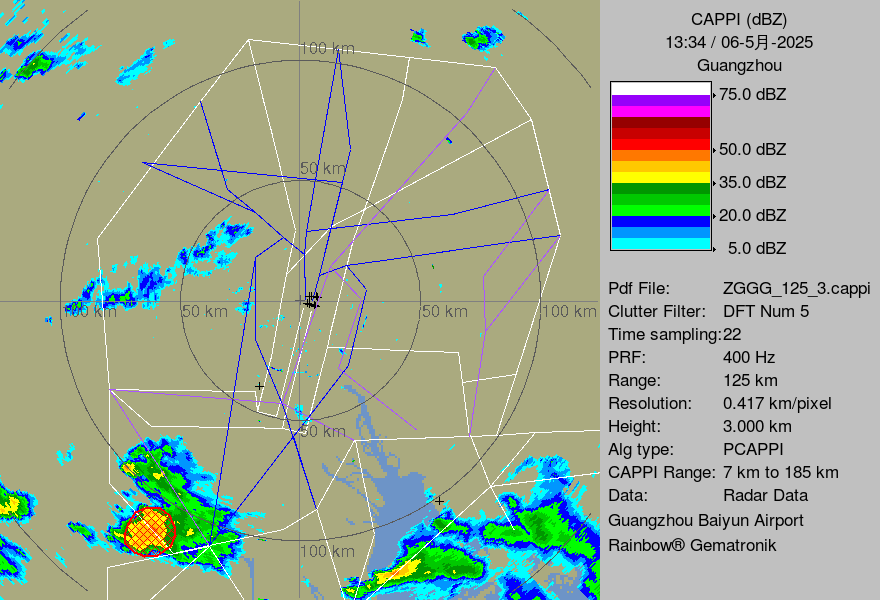 CAPPI (dBZ)
13:34 / 06-5月-2025
Guangzhou
75.0 dBZ
50.0 dBZ
35.0 dBZ
20.0 dBZ
5.0 dBZ
Pdf File: ZGGG_125_3.cappi
Clutter Filter: DFT Num 5
Time sampling:22
PRF: 400 Hz
Range: 125 km
Resolution: 0.417 km/pixel
Height: 3.000 km
Alg type: PCAPPI
CAPPI Range: 7 km to 185 km
Data: Radar Data
Guangzhou Baiyun Airport
Rainbow® Gematronik
100 km
50 km
100 km
50 km
50 km
100 km
50 km
100 km